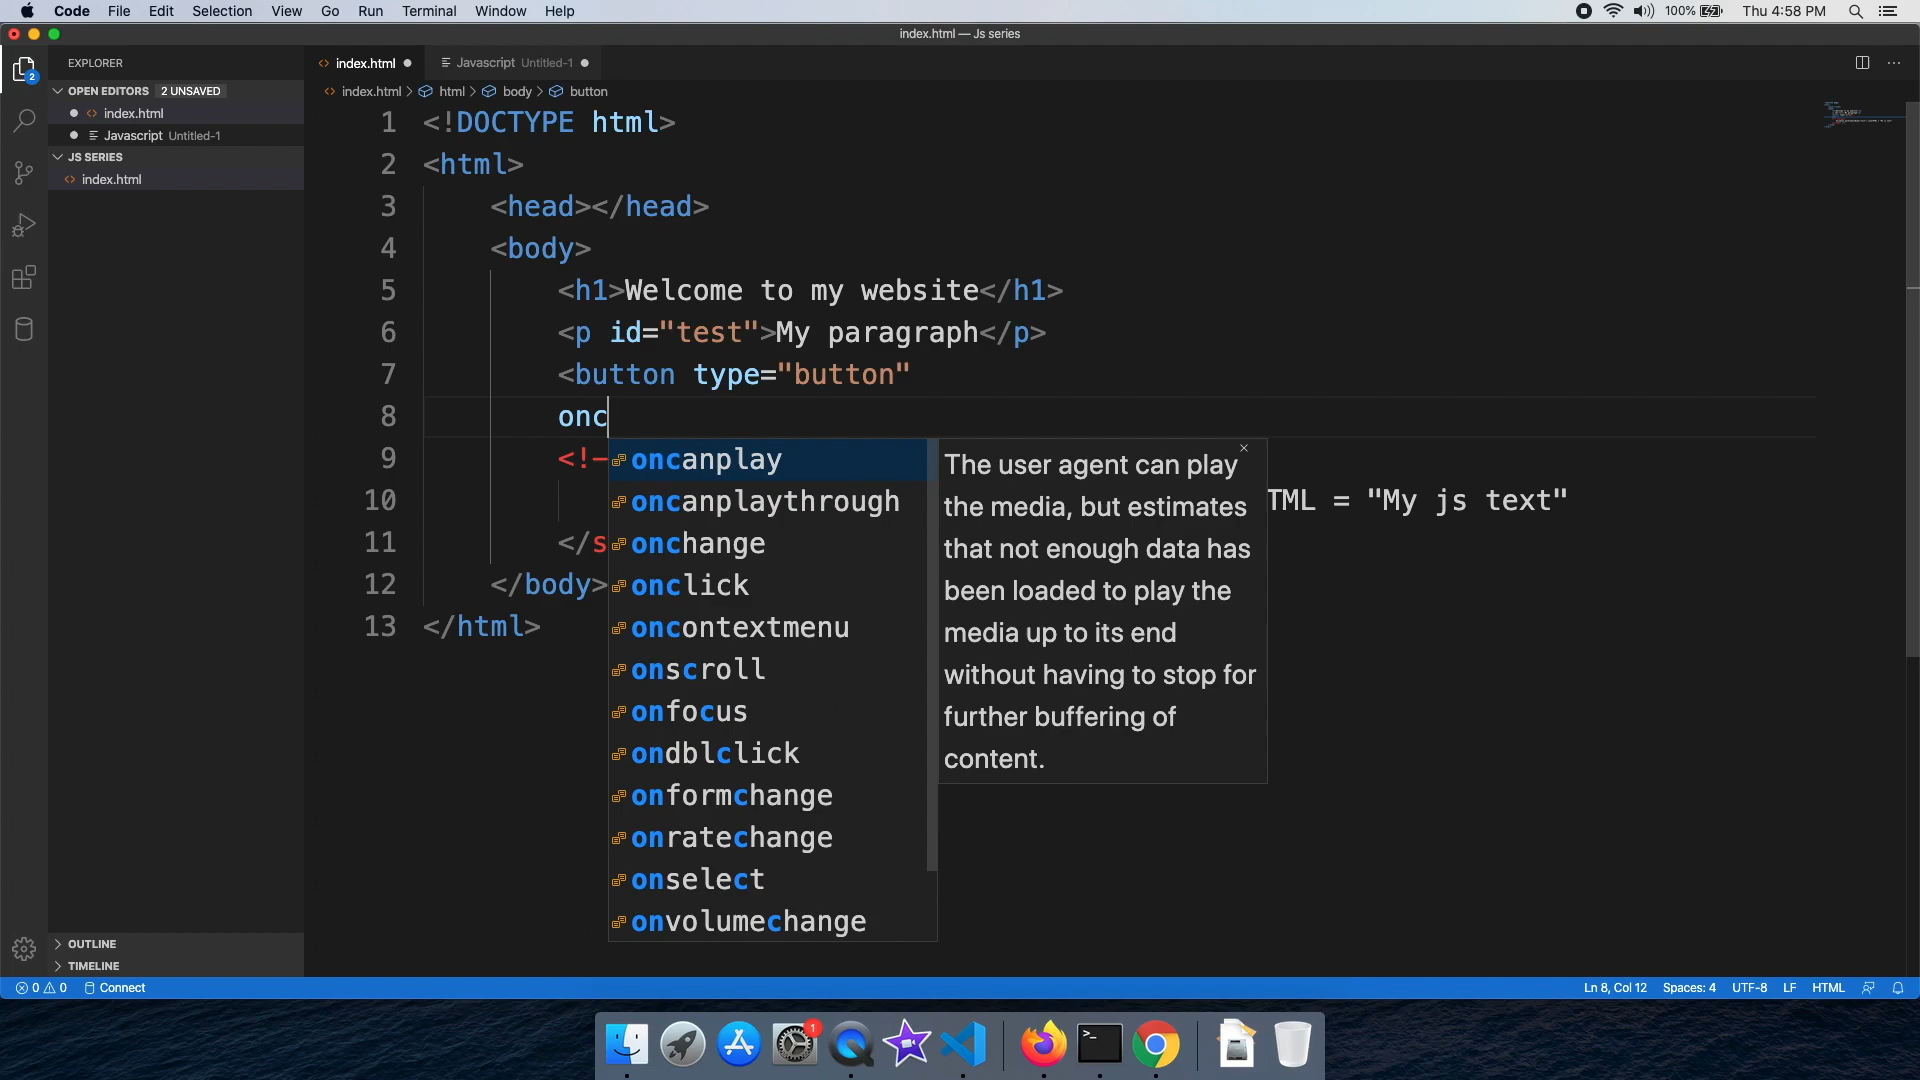 Code File Edit Selection View Go Run Terminal Window Help 100% Thu 4:58 PM
index.html — Js series
EXPLORER
index.html
Javascript Untitled-1
OPEN EDITORS 2 UNSAVED
index.html > html > body > button
index.html
Javascript Untitled-1
JS SERIES
index.html
2
1 <!DOCTYPE html>
2 <html>
3 <head></head>
4 <body>
5 <h1>Welcome to my website</h1>
6 <p id="test">My paragraph</p>
7 <button type="button"
8 onc
9 <!-
10 TML = "My js text"
11 </s
12 </body>
13 </html>
oncanplay
oncanplaythrough
onchange
onclick
oncontextmenu
onscroll
onfocus
ondblclick
onformchange
onratechange
onselect
onvolumechange
The user agent can play
the media, but estimates
that not enough data has
been loaded to play the
media up to its end
without having to stop for
further buffering of
content.
OUTLINE
TIMELINE
0 0 Connect Ln 8, Col 12 Spaces: 4 UTF-8 LF HTML
1
>_